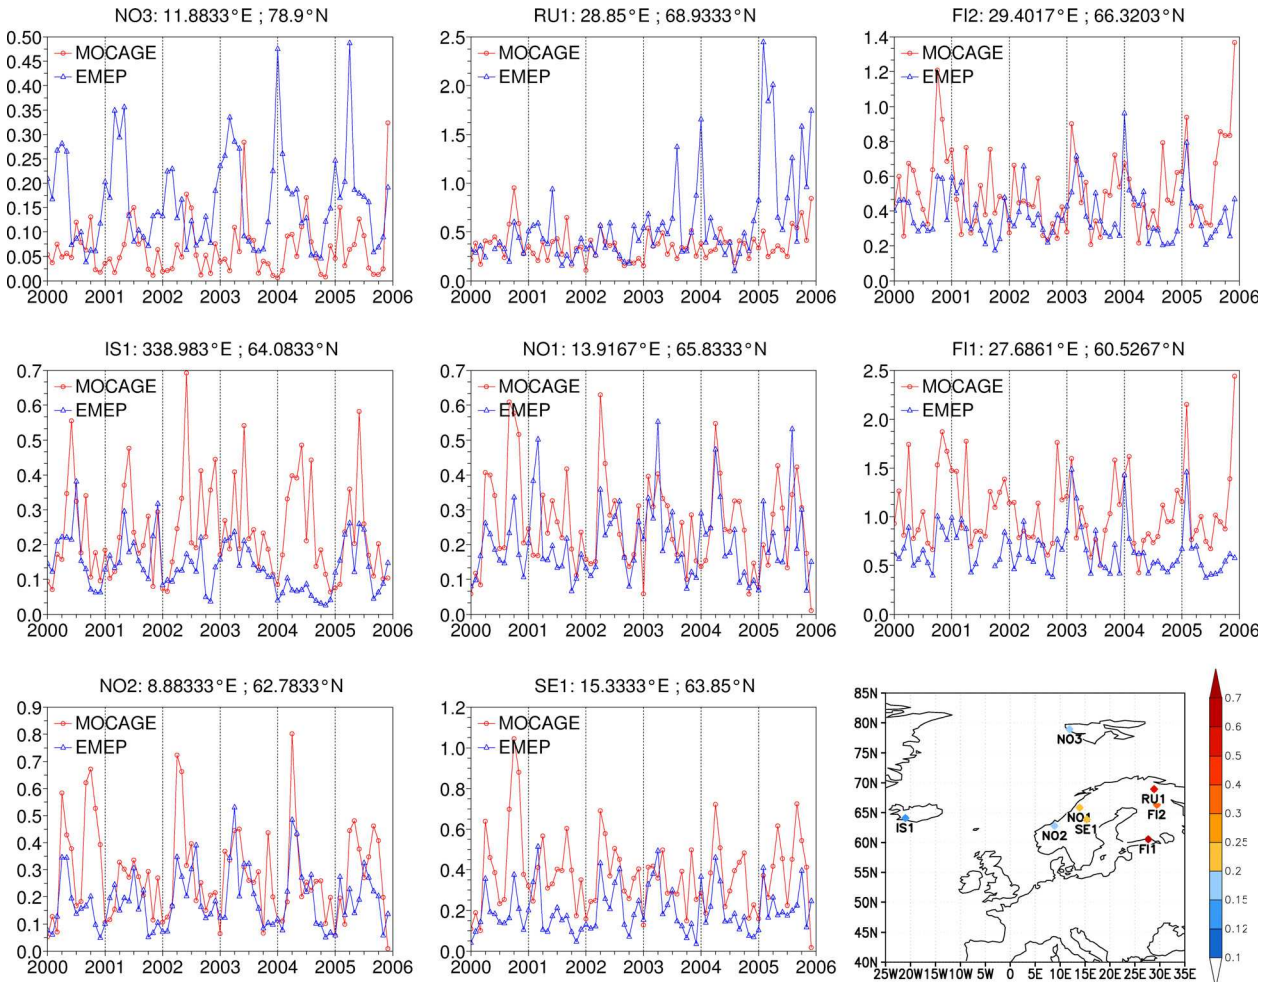 NO3: 11.8833°E ; 78.9°N
0.50
0.45
0.40
0.35
0.30
0.25
0.20
0.15
0.10
0.05
0.00
MOCAGE
EMEP
2000 2001 2002 2003 2004 2005 2006
RU1: 28.85°E ; 68.9333°N
2.5
2.0
1.5
1.0
0.5
0.0
MOCAGE
EMEP
2000 2001 2002 2003 2004 2005 2006
FI2: 29.4017°E ; 66.3203°N
1.4
1.2
1.0
0.8
0.6
0.4
0.2
0.0
MOCAGE
EMEP
2000 2001 2002 2003 2004 2005 2006
IS1: 338.983°E ; 64.0833°N
0.7
0.6
0.5
0.4
0.3
0.2
0.1
0.0
MOCAGE
EMEP
2000 2001 2002 2003 2004 2005 2006
NO1: 13.9167°E ; 65.8333°N
0.7
0.6
0.5
0.4
0.3
0.2
0.1
0.0
MOCAGE
EMEP
2000 2001 2002 2003 2004 2005 2006
FI1: 27.6861°E ; 60.5267°N
2.5
2.0
1.5
1.0
0.5
0.0
MOCAGE
EMEP
2000 2001 2002 2003 2004 2005 2006
NO2: 8.88333°E ; 62.7833°N
0.9
0.8
0.7
0.6
0.5
0.4
0.3
0.2
0.1
0.0
MOCAGE
EMEP
2000 2001 2002 2003 2004 2005 2006
SE1: 15.3333°E ; 63.85°N
1.2
1.0
0.8
0.6
0.4
0.2
0.0
MOCAGE
EMEP
2000 2001 2002 2003 2004 2005 2006
85N
80N
75N
70N
65N
60N
55N
50N
45N
40N
NO3
RU1
FI2
NO1
SE1
IS1
NO2
FI1
25W 20W 15W 10W 5W 0 5E 10E 15E 20E 25E 30E 35E
0.7
0.6
0.5
0.4
0.3
0.25
0.2
0.15
0.12
0.1